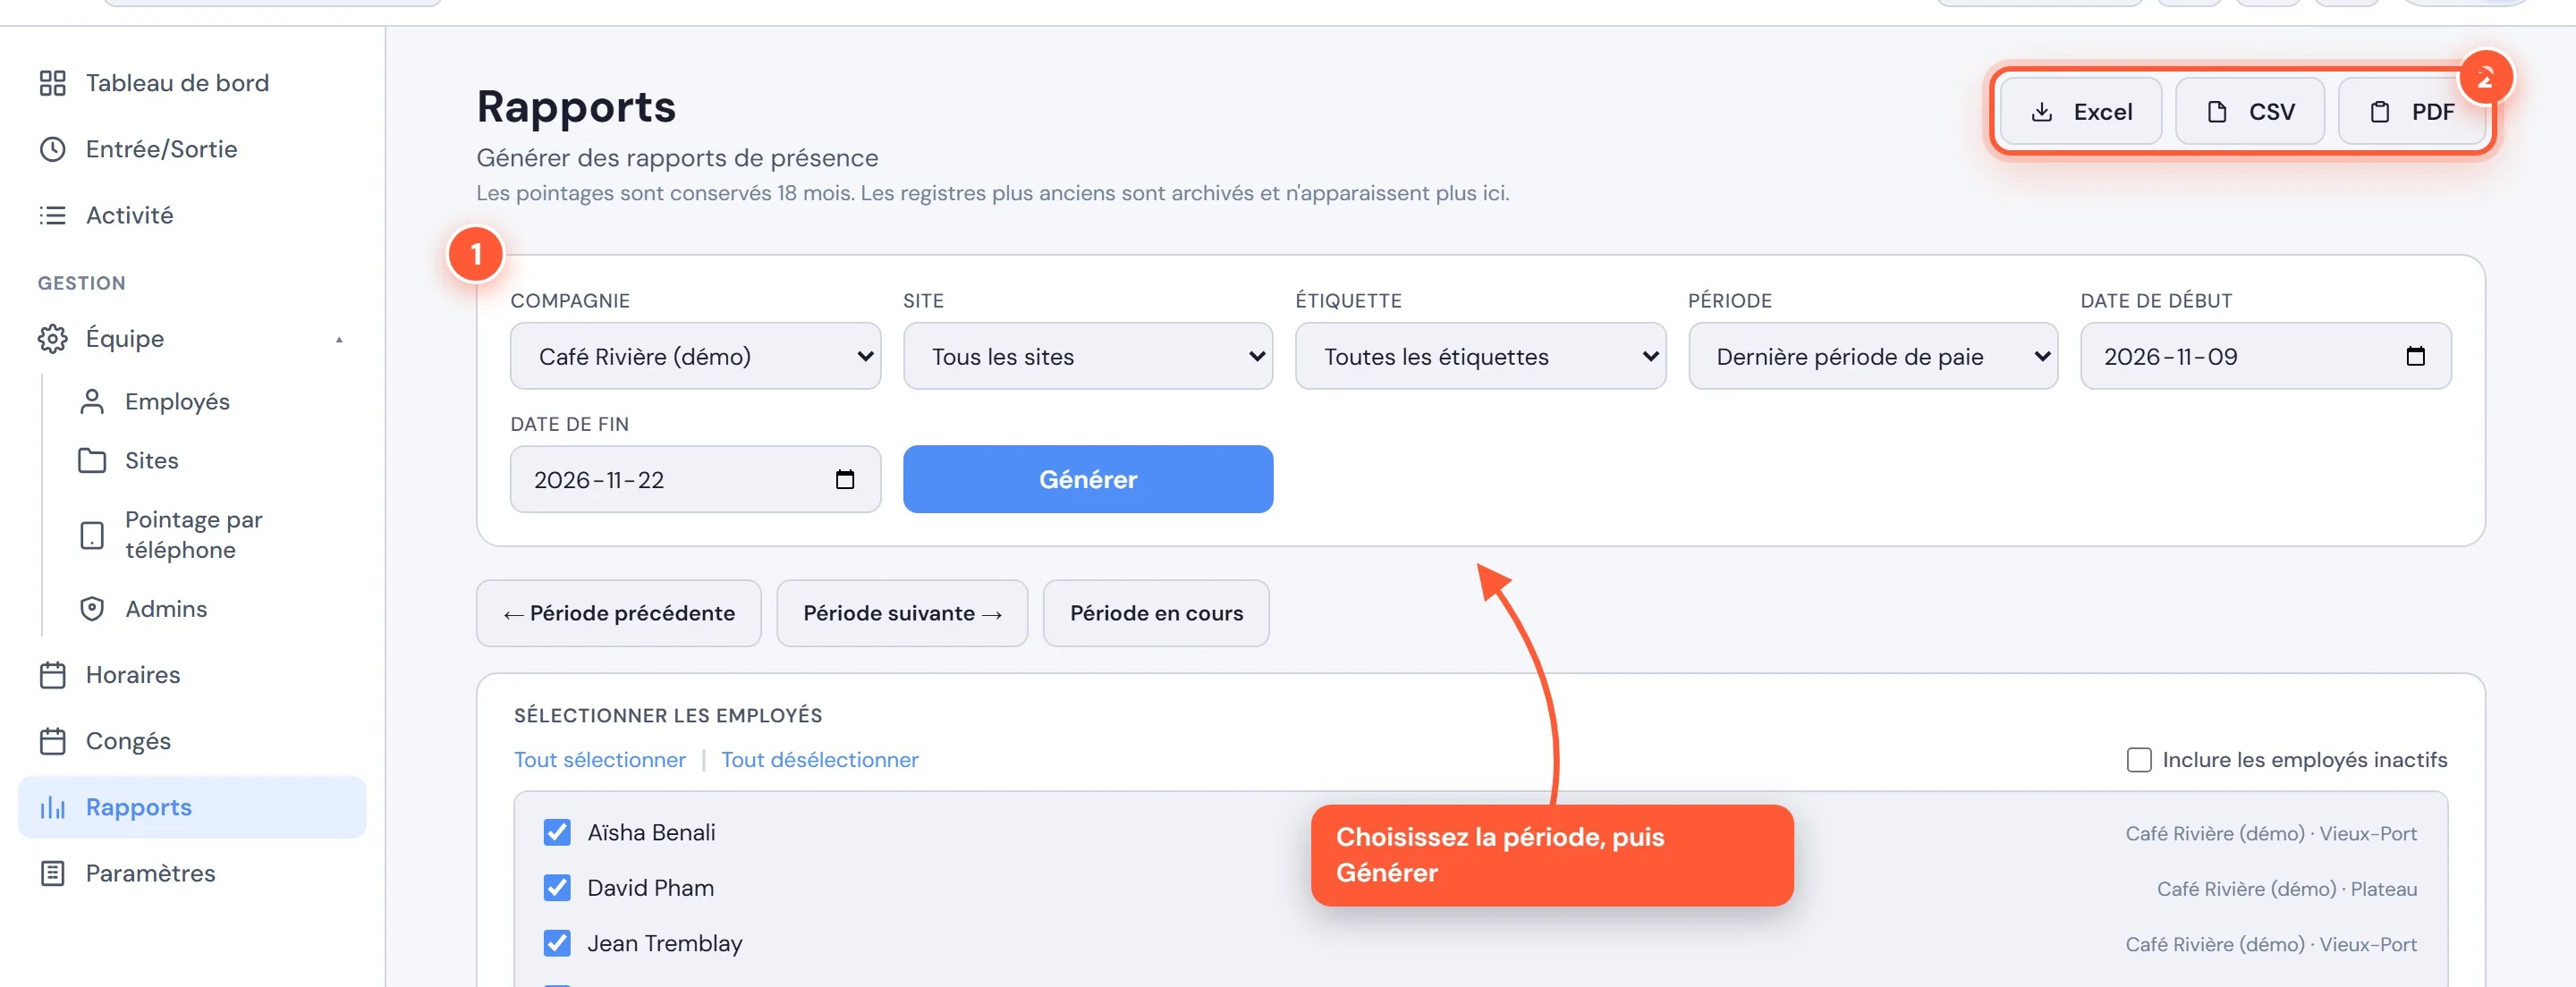 Tableau de bord
Entrée/Sortie
Activité
GESTION
Équipe
Employés
Sites
Pointage par
téléphone
Admins
Horaires
Congés
Rapports
Paramètres
Rapports
Générer des rapports de présence
Les pointages sont conservés 18 mois. Les registres plus anciens sont archivés et n'apparaissent plus ici.
Excel
CSV
PDF
2
1
COMPAGNIE
Café Rivière (démo)
SITE
Tous les sites
ÉTIQUETTE
Toutes les étiquettes
PÉRIODE
Dernière période de paie
DATE DE DÉBUT
2026-11-09
DATE DE FIN
2026-11-22
Générer
← Période précédente
Période suivante →
Période en cours
SÉLECTIONNER LES EMPLOYÉS
Tout sélectionner | Tout désélectionner
Inclure les employés inactifs
Aïsha Benali
Café Rivière (démo) · Vieux-Port
David Pham
Café Rivière (démo) · Plateau
Jean Tremblay
Café Rivière (démo) · Vieux-Port
Choisissez la période, puis
Générer